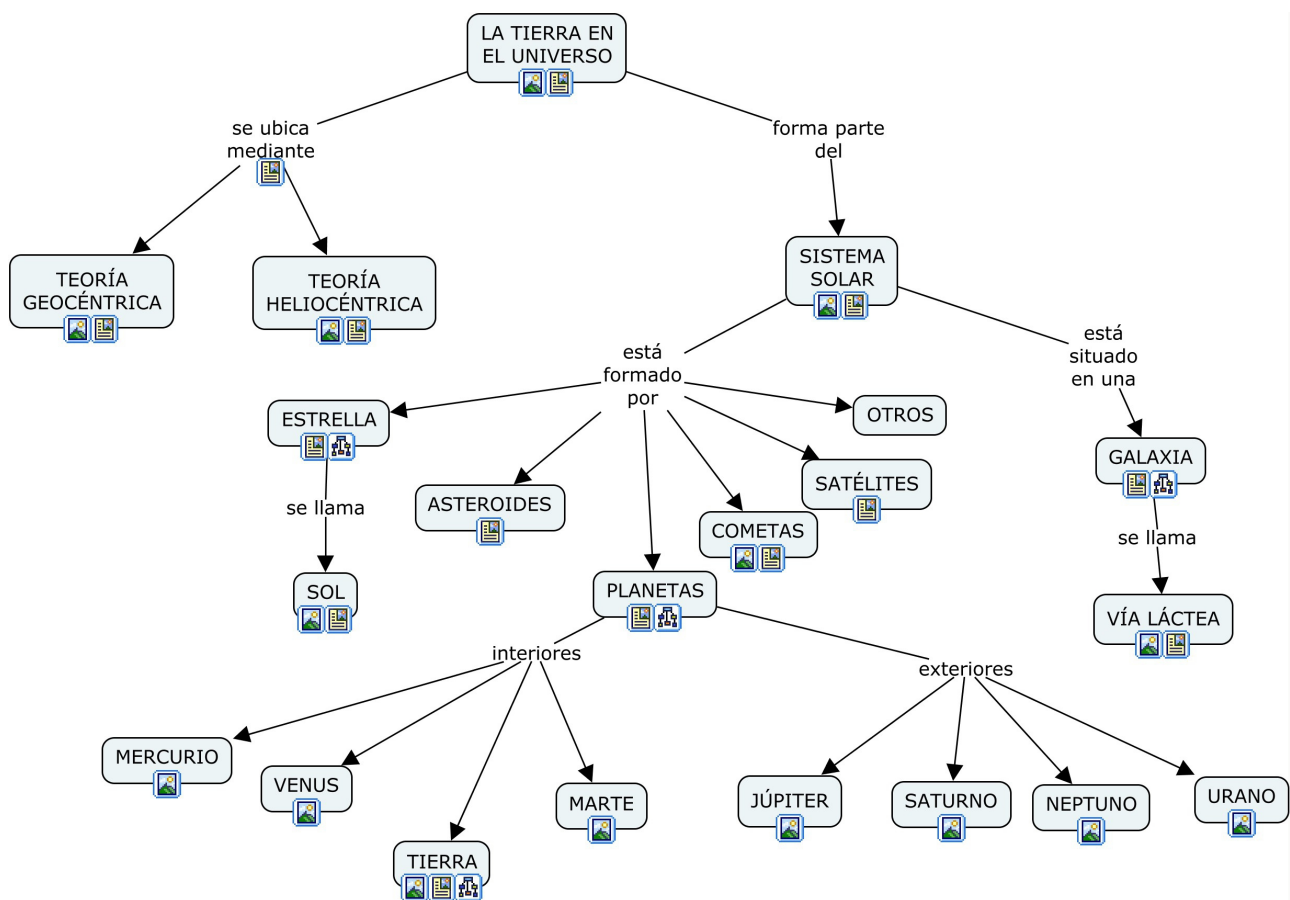 LA TIERRA EN
EL UNIVERSO
se ubica
mediante
forma parte
del
TEORÍA
GEOCÉNTRICA
TEORÍA
HELIOCÉNTRICA
SISTEMA
SOLAR
está
formado
por
está
situado
en una
ESTRELLA
OTROS
GALAXIA
ASTEROIDES
SATÉLITES
COMETAS
se llama
se llama
SOL
PLANETAS
VÍA LÁCTEA
interiores
exteriores
MERCURIO
VENUS
TIERRA
MARTE
JÚPITER
SATURNO
NEPTUNO
URANO